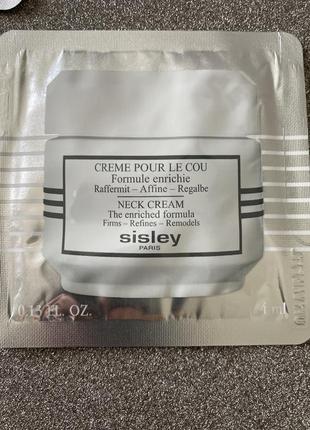 CREME POUR LE COU
Formule enrichie
Raffermit – Affine – Regalbe
NECK CREAM
The enriched formula
Firms – Refines – Remodels
sisley
PARIS
0.13 FL. OZ.
4 ml